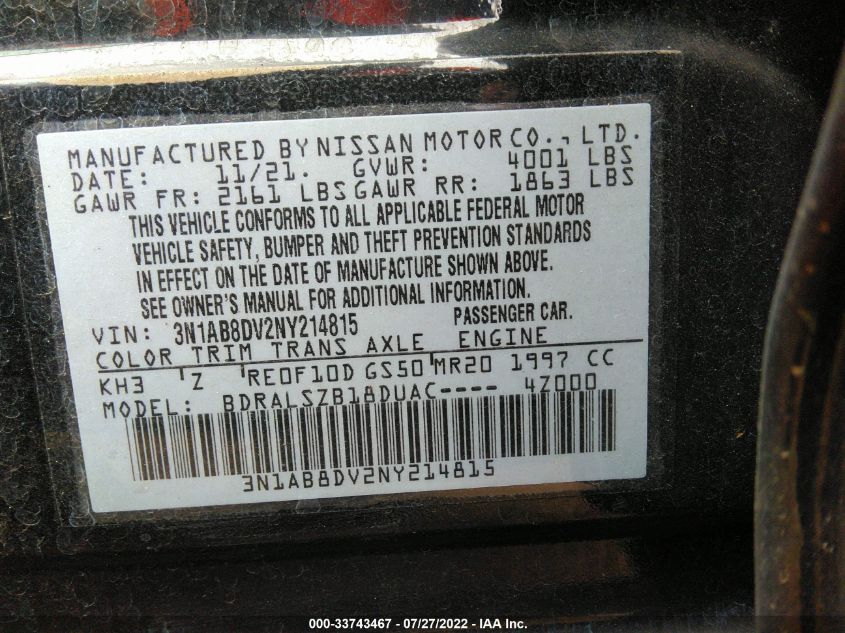 MANUFACTURED BY NISSAN MOTOR CO., LTD.
DATE: 11/21. GVWR: 4001 LBS
GAWR FR: 2161 LBS GAWR RR: 1863 LBS
THIS VEHICLE CONFORMS TO ALL APPLICABLE FEDERAL MOTOR
VEHICLE SAFETY, BUMPER AND THEFT PREVENTION STANDARDS
IN EFFECT ON THE DATE OF MANUFACTURE SHOWN ABOVE.
SEE OWNER'S MANUAL FOR ADDITIONAL INFORMATION.
VIN: 3N1AB8DV2NY214815 PASSENGER CAR.
COLOR TRIM TRANS AXLE ENGINE
KH3 'Z RE0F10D GS50 MR20 1997 CC
MODEL: BDRALSZB18DUAC---- 4Z000
3N1AB8DV2NY214815
000-33743467 - 07/27/2022 - IAA Inc.